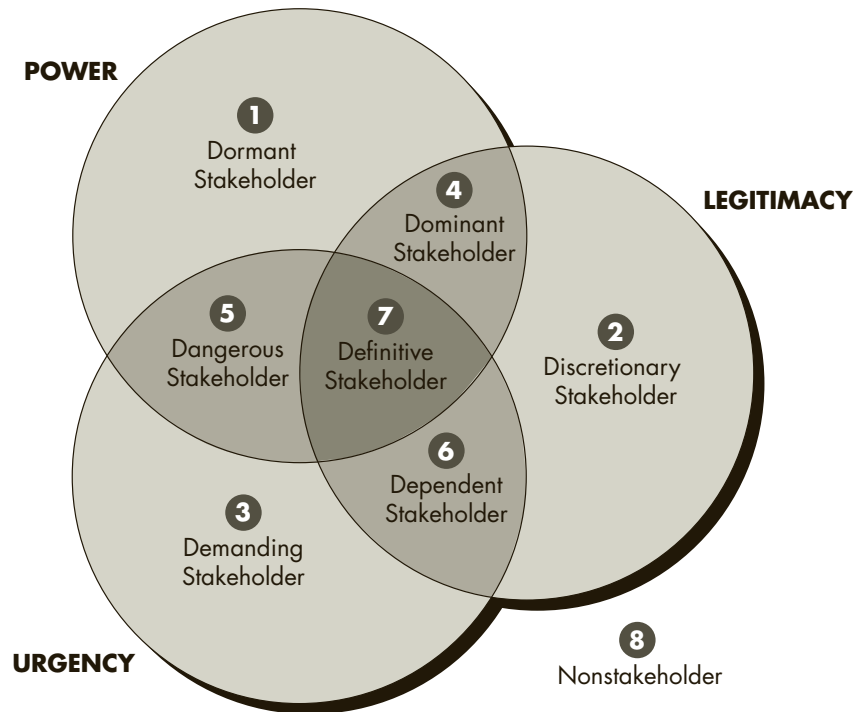 POWER
1
Dormant
Stakeholder
4
Dominant
Stakeholder
LEGITIMACY
5
Dangerous
Stakeholder
7
Definitive
Stakeholder
2
Discretionary
Stakeholder
6
Dependent
Stakeholder
3
Demanding
Stakeholder
URGENCY
8
Nonstakeholder